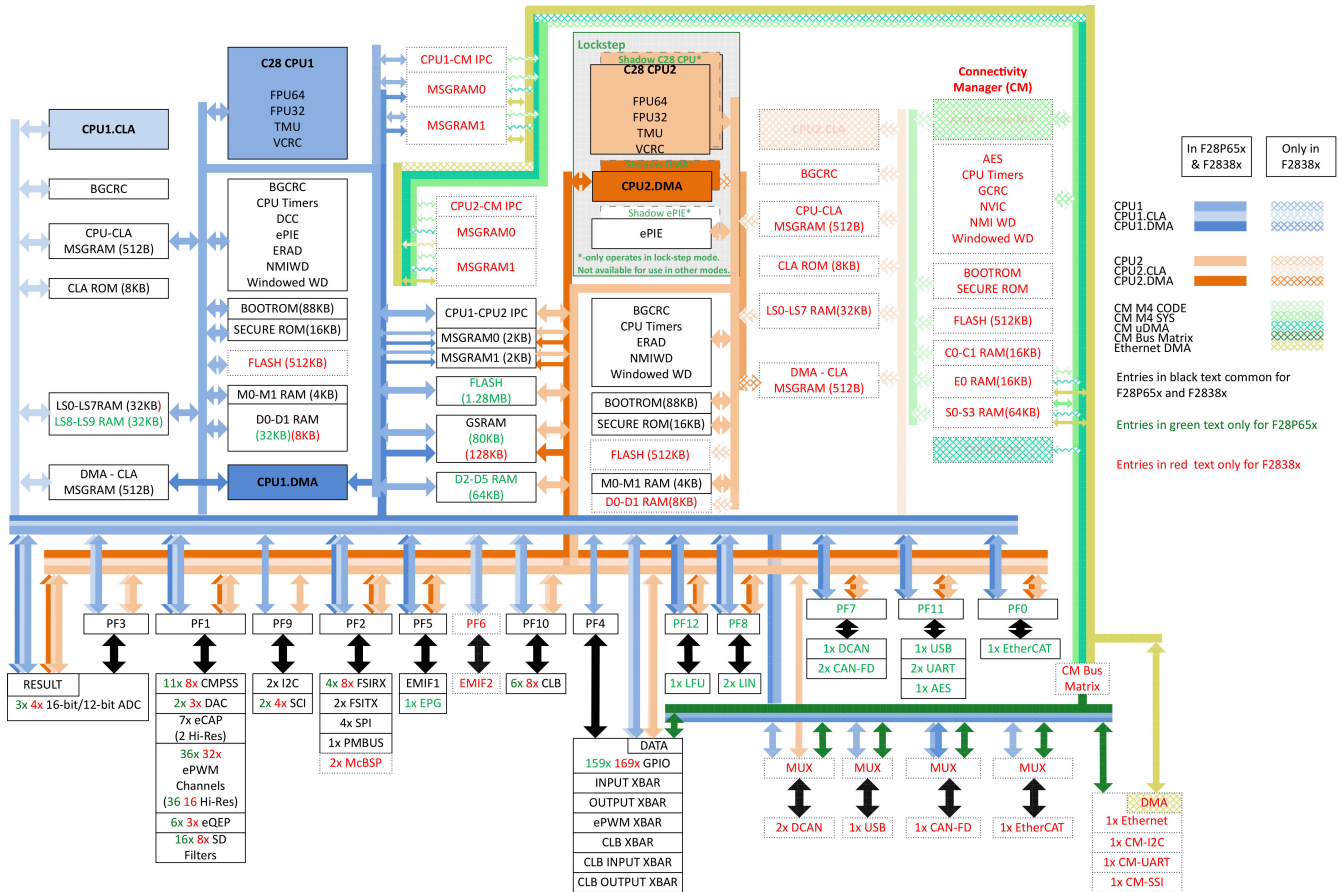 CPU1.CLA
BGCRC
CPU-CLA
MSGRAM (512B)
CLA ROM (8KB)
LS0-LS7RAM (32KB)
LS8-LS9 RAM (32KB)
DMA - CLA
MSGRAM (512B)
C28 CPU1
FPU64
FPU32
TMU
VCRC
BGCRC
CPU Timers
DCC
ePIE
ERAD
NMIWD
Windowed WD
BOOTROM(88KB)
SECURE ROM(16KB)
FLASH (512KB)
M0-M1 RAM (4KB)
D0-D1 RAM
(32KB)(8KB)
CPU1.DMA
CPU1-CM IPC
MSGRAM0
MSGRAM1
CPU2-CM IPC
MSGRAM0
MSGRAM1
CPU1-CPU2 IPC
MSGRAM0 (2KB)
MSGRAM1 (2KB)
FLASH
(1.28MB)
GSRAM
(80KB)
(128KB)
D2-D5 RAM
(64KB)
Lockstep
Shadow C28 CPU*
C28 CPU2
FPU64
FPU32
TMU
VCRC
Shadow DMA*
CPU2.DMA
Shadow ePIE*
ePIE
*-only operates in lock-step mode.
Not available for use in other modes.
BGCRC
CPU Timers
ERAD
NMIWD
Windowed WD
BOOTROM(88KB)
SECURE ROM(16KB)
FLASH (512KB)
M0-M1 RAM (4KB)
D0-D1 RAM(8KB)
CPU2.CLA
BGCRC
CPU-CLA
MSGRAM (512B)
CLA ROM (8KB)
LS0-LS7 RAM(32KB)
DMA - CLA
MSGRAM (512B)
Connectivity
Manager (CM)
AES
CPU Timers
GCRC
NVIC
NMI WD
Windowed WD
BOOTROM
SECURE ROM
FLASH (512KB)
C0-C1 RAM(16KB)
E0 RAM(16KB)
S0-S3 RAM(64KB)
In F28P65x
& F2838x
Only in
F2838x
CPU1
CPU1.CLA
CPU1.DMA
CPU2
CPU2.CLA
CPU2.DMA
CM M4 CODE
CM M4 SYS
CM uDMA
CM Bus Matrix
Ethernet DMA
Entries in black text common for
F28P65x and F2838x
Entries in green text only for F28P65x
Entries in red text only for F2838x
RESULT
3x 4x 16-bit/12-bit ADC
PF3
PF1
11x 8x CMPSS
2x 3x DAC
7x eCAP
(2 Hi-Res)
36x 32x
ePWM
Channels
(36 16 Hi-Res)
6x 3x eQEP
16x 8x SD
Filters
PF9
2x I2C
2x 4x SCI
PF2
4x 8x FSIRX
2x FSITX
4x SPI
1x PMBUS
2x McBSP
PF5
EMIF1
1x EPG
PF6
EMIF2
PF10
6x 8x CLB
PF4
DATA
159x 169x GPIO
INPUT XBAR
OUTPUT XBAR
ePWM XBAR
CLB XBAR
CLB INPUT XBAR
CLB OUTPUT XBAR
PF12
1x LFU
PF8
2x LIN
PF7
1x DCAN
2x CAN-FD
PF11
1x USB
2x UART
1x AES
PF0
1x EtherCAT
CM Bus
Matrix
MUX
2x DCAN
MUX
1x USB
MUX
1x CAN-FD
MUX
1x EtherCAT
DMA
1x Ethernet
1x CM-I2C
1x CM-UART
1x CM-SSI